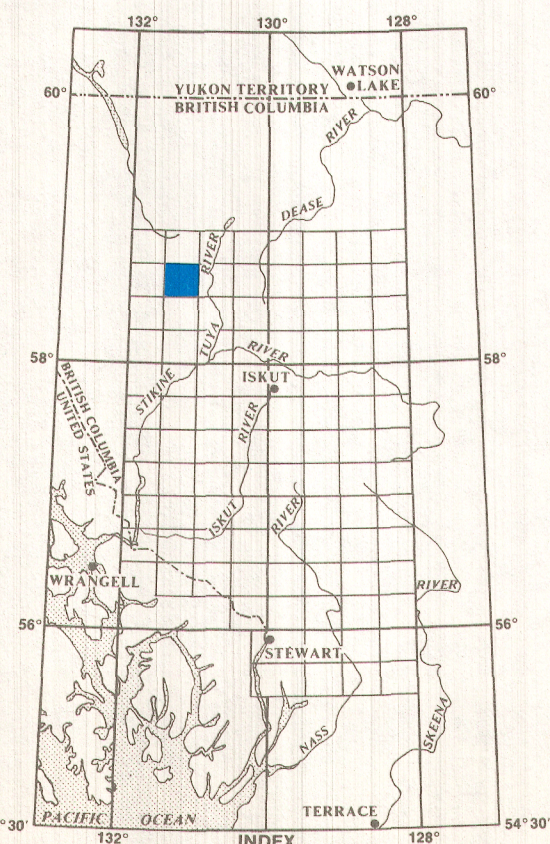 132° 130° 128°
WATSON
LAKE
60° YUKON TERRITORY 60°
BRITISH COLUMBIA
RIVER
DEASE
RIVER
TUYA
58° RIVER 58°
ISKUT
STIKINE
BRITISH COLUMBIA
UNITED STATES
RIVER
ISKUT
RIVER
WRANGELL
RIVER
56° 56°
STEWART
NASS
SKEENA
PACIFIC OCEAN
TERRACE
°30' 54°30'
132° INDEX 128°